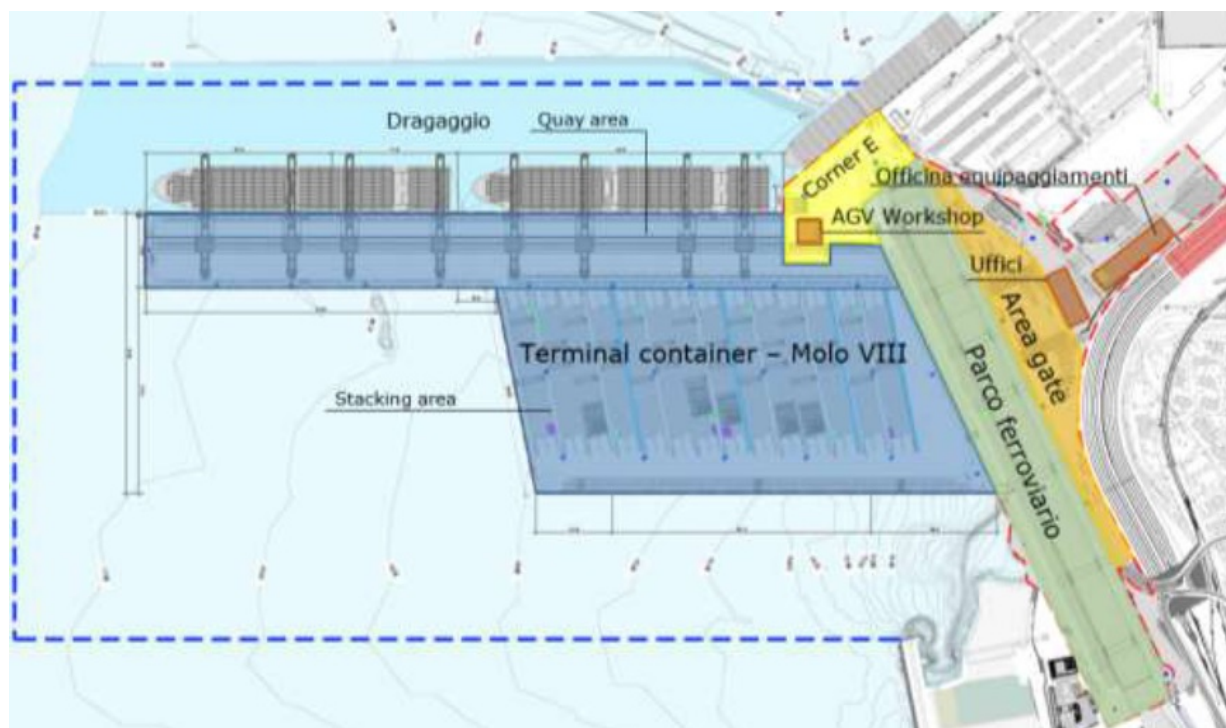 Dragaggio
Quay area
Corner E
Officina equipaggiamenti
AGV Workshop
Uffici
Area gate
Terminal container – Molo VIII
Parco ferroviario
Stacking area